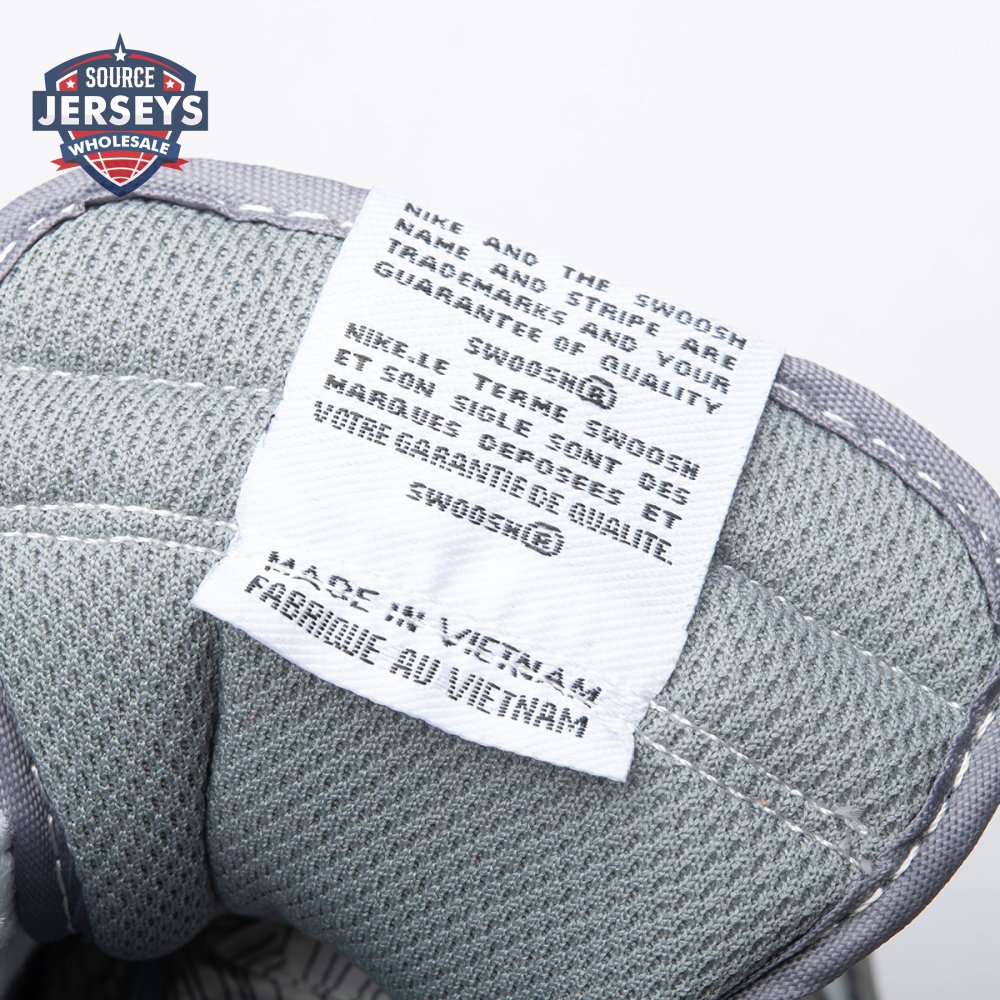 SOURCE
JERSEYS
WHOLESALE
NIKE AND THE SWOOSH
NAME AND STRIPE ARE
TRADEMARKS AND YOUR
GUARANTEE OF QUALITY
SWOOSH®
NIKE.LE TERME SWOOSH
ET SON SIGLE SONT DES
MARQUES DEPOSEES ET
VOTRE GARANTIE DE QUALITE.
SWOOSH®
MADE IN VIETNAM
FABRIQUE AU VIETNAM